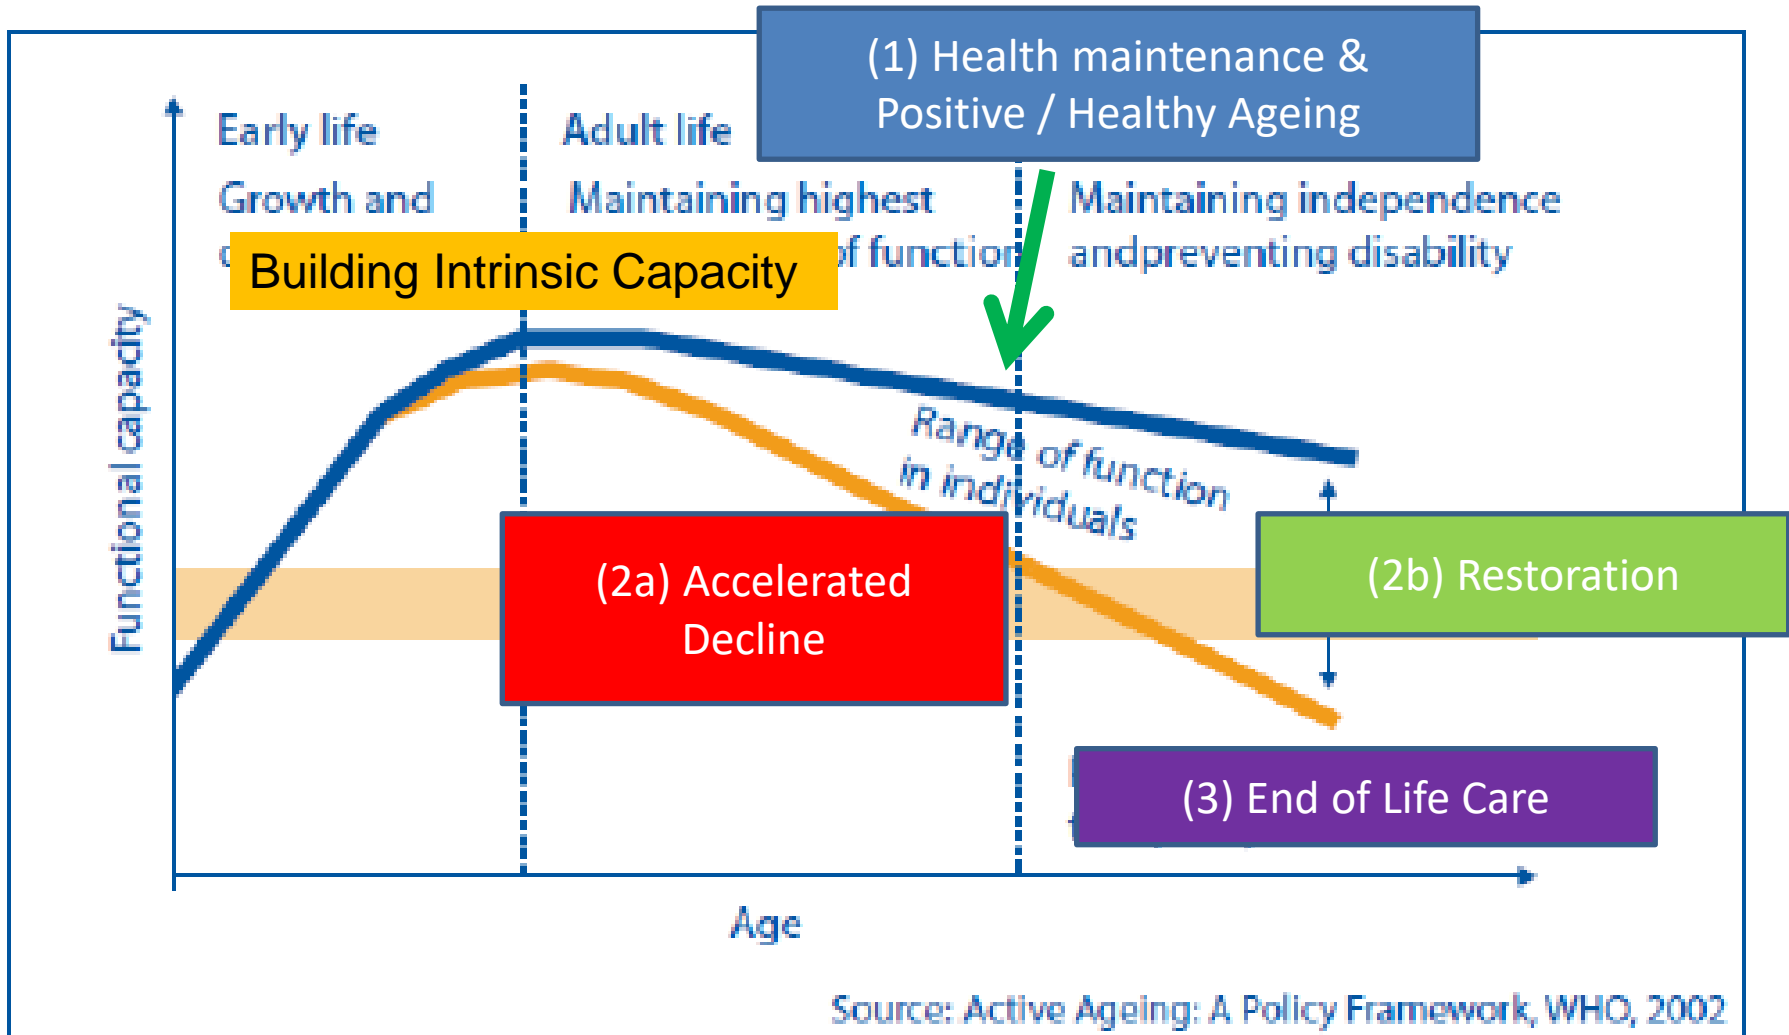 (1) Health maintenance &
Positive / Healthy Ageing
Early life
Adult life
Growth and
Maintaining highest
of function
Maintaining independence
andpreventing disability
Building Intrinsic Capacity
Functional capacity
Range of function
in individuals
(2a) Accelerated
Decline
(2b) Restoration
(3) End of Life Care
Age
Source: Active Ageing: A Policy Framework, WHO, 2002